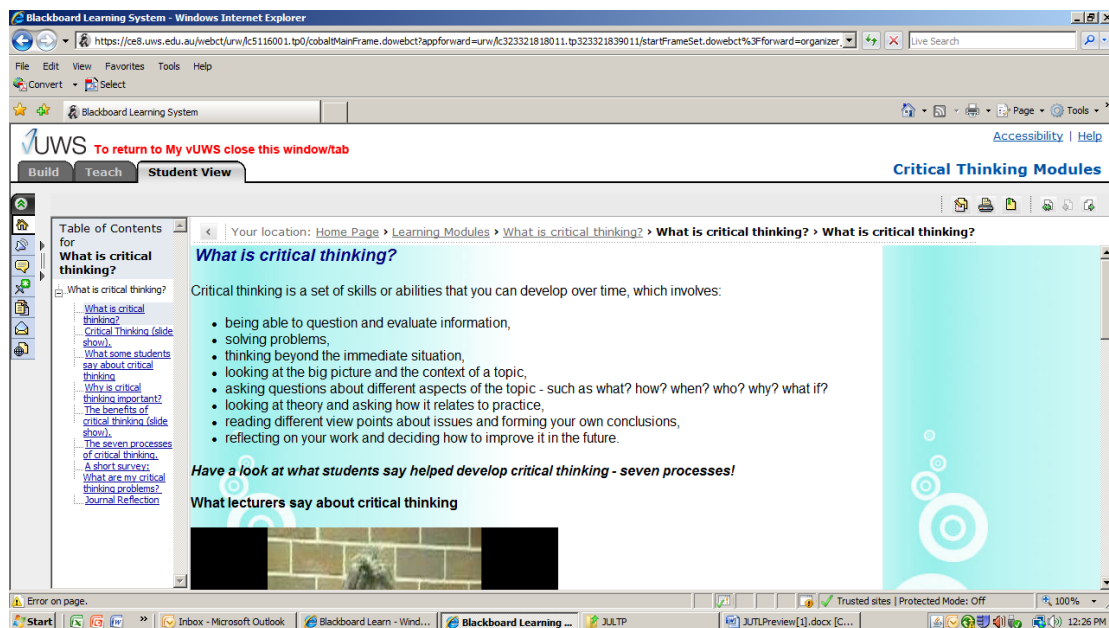 Blackboard Learning System - Windows Internet Explorer
https://ce8.uws.edu.au/webct/urw/lc5116001.tp0/cobaltMainFrame.dowebct?appforward=urw/lc323321818011.tp323321839011/startFrameSet.dowebct%3Fforward=organizer
Live Search
File Edit View Favorites Tools Help
Convert Select
Blackboard Learning System
Page Tools
vUWS To return to My vUWS close this window/tab
Accessibility | Help
Build Teach Student View
Critical Thinking Modules
Table of Contents
for
What is critical
thinking?
What is critical thinking?
What is critical
thinking?
Critical Thinking (slide
show).
What some students
say about critical
thinking
Why is critical
thinking important?
The benefits of
critical thinking (slide
show).
The seven processes
of critical thinking.
A short survey:
What are my critical
thinking problems?
Journal Reflection
Your location: Home Page › Learning Modules › What is critical thinking? › What is critical thinking? › What is critical thinking?
What is critical thinking?
Critical thinking is a set of skills or abilities that you can develop over time, which involves:
• being able to question and evaluate information,
• solving problems,
• thinking beyond the immediate situation,
• looking at the big picture and the context of a topic,
• asking questions about different aspects of the topic - such as what? how? when? who? why? what if?
• looking at theory and asking how it relates to practice,
• reading different view points about issues and forming your own conclusions,
• reflecting on your work and deciding how to improve it in the future.
Have a look at what students say helped develop critical thinking - seven processes!
What lecturers say about critical thinking
Error on page.
Trusted sites | Protected Mode: Off
100%
Start
Inbox - Microsoft Outlook
Blackboard Learn - Wind...
Blackboard Learning ...
JULTP
JUTLPreview[1].docx [C...
12:26 PM